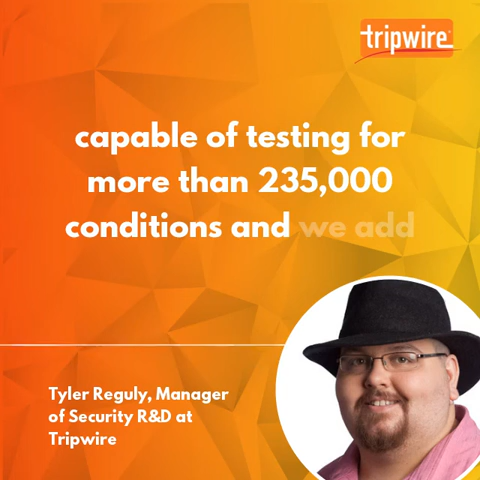 tripwire
capable of testing for
more than 235,000
conditions and we add
Tyler Reguly, Manager
of Security R&D at
Tripwire